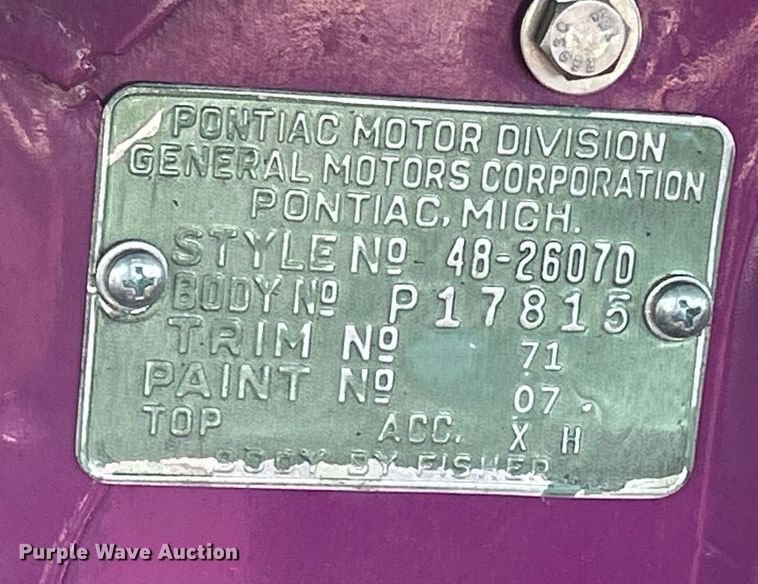 PONTIAC MOTOR DIVISION
GENERAL MOTORS CORPORATION
PONTIAC, MICH.
STYLE Nº 48-2607D
BODY Nº P17815
TRIM Nº 71
PAINT Nº 07
TOP ACC. X H
BODY BY FISHER
Purple Wave Auction